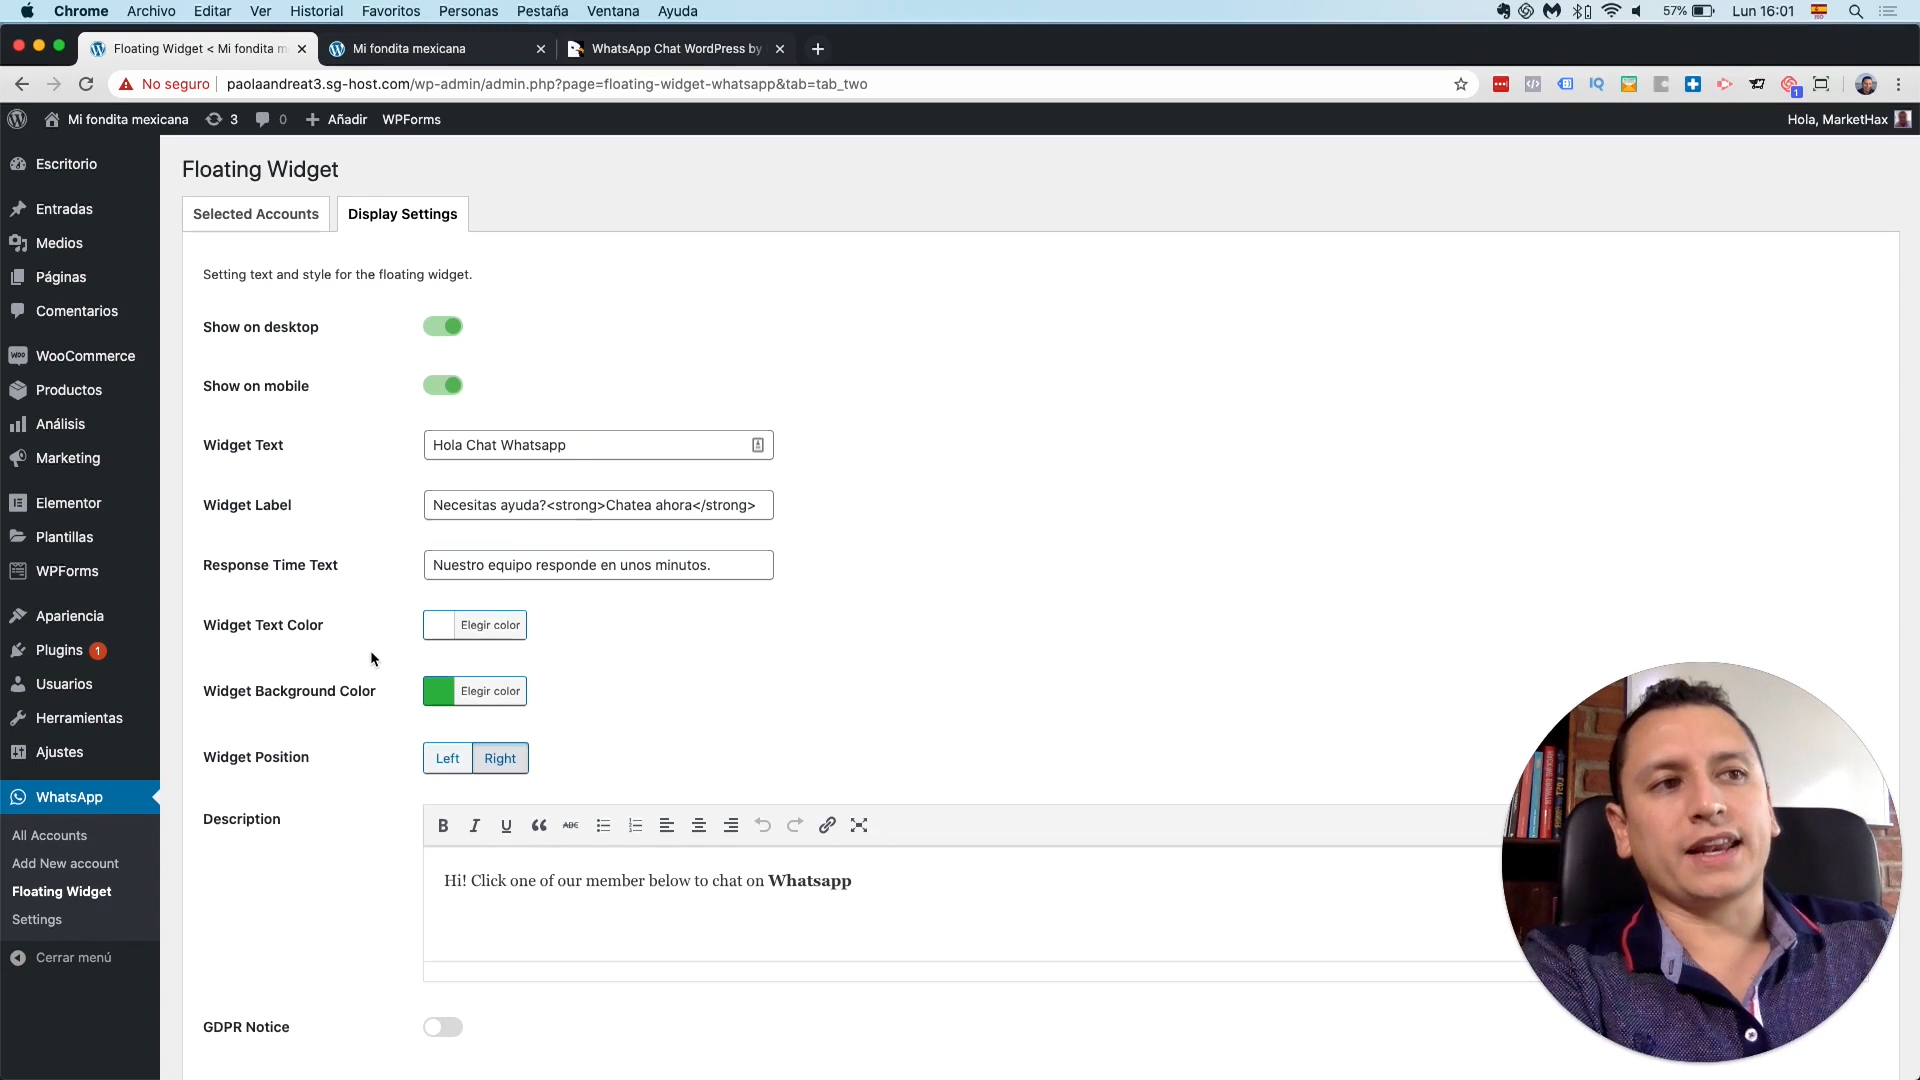 Chrome Archivo Editar Ver Historial Favoritos Personas Pestaña Ventana Ayuda 57% Lun 16:01
Floating Widget < Mi fondita m Mi fondita mexicana WhatsApp Chat WordPress by
No seguro paolaandreat3.sg-host.com/wp-admin/admin.php?page=floating-widget-whatsapp&tab=tab_two
Mi fondita mexicana 3 0 Añadir WPForms Hola, MarketHax
Escritorio
Entradas
Medios
Páginas
Comentarios
WooCommerce
Productos
Análisis
Marketing
Elementor
Plantillas
WPForms
Apariencia
Plugins 1
Usuarios
Herramientas
Ajustes
WhatsApp
All Accounts
Add New account
Floating Widget
Settings
Cerrar menú
Floating Widget
Selected Accounts Display Settings
Setting text and style for the floating widget.
Show on desktop
Show on mobile
Widget Text Hola Chat Whatsapp
Widget Label Necesitas ayuda?<strong>Chatea ahora</strong>
Response Time Text Nuestro equipo responde en unos minutos.
Widget Text Color Elegir color
Widget Background Color Elegir color
Widget Position Left Right
Description B I U ABC
Hi! Click one of our member below to chat on Whatsapp
GDPR Notice